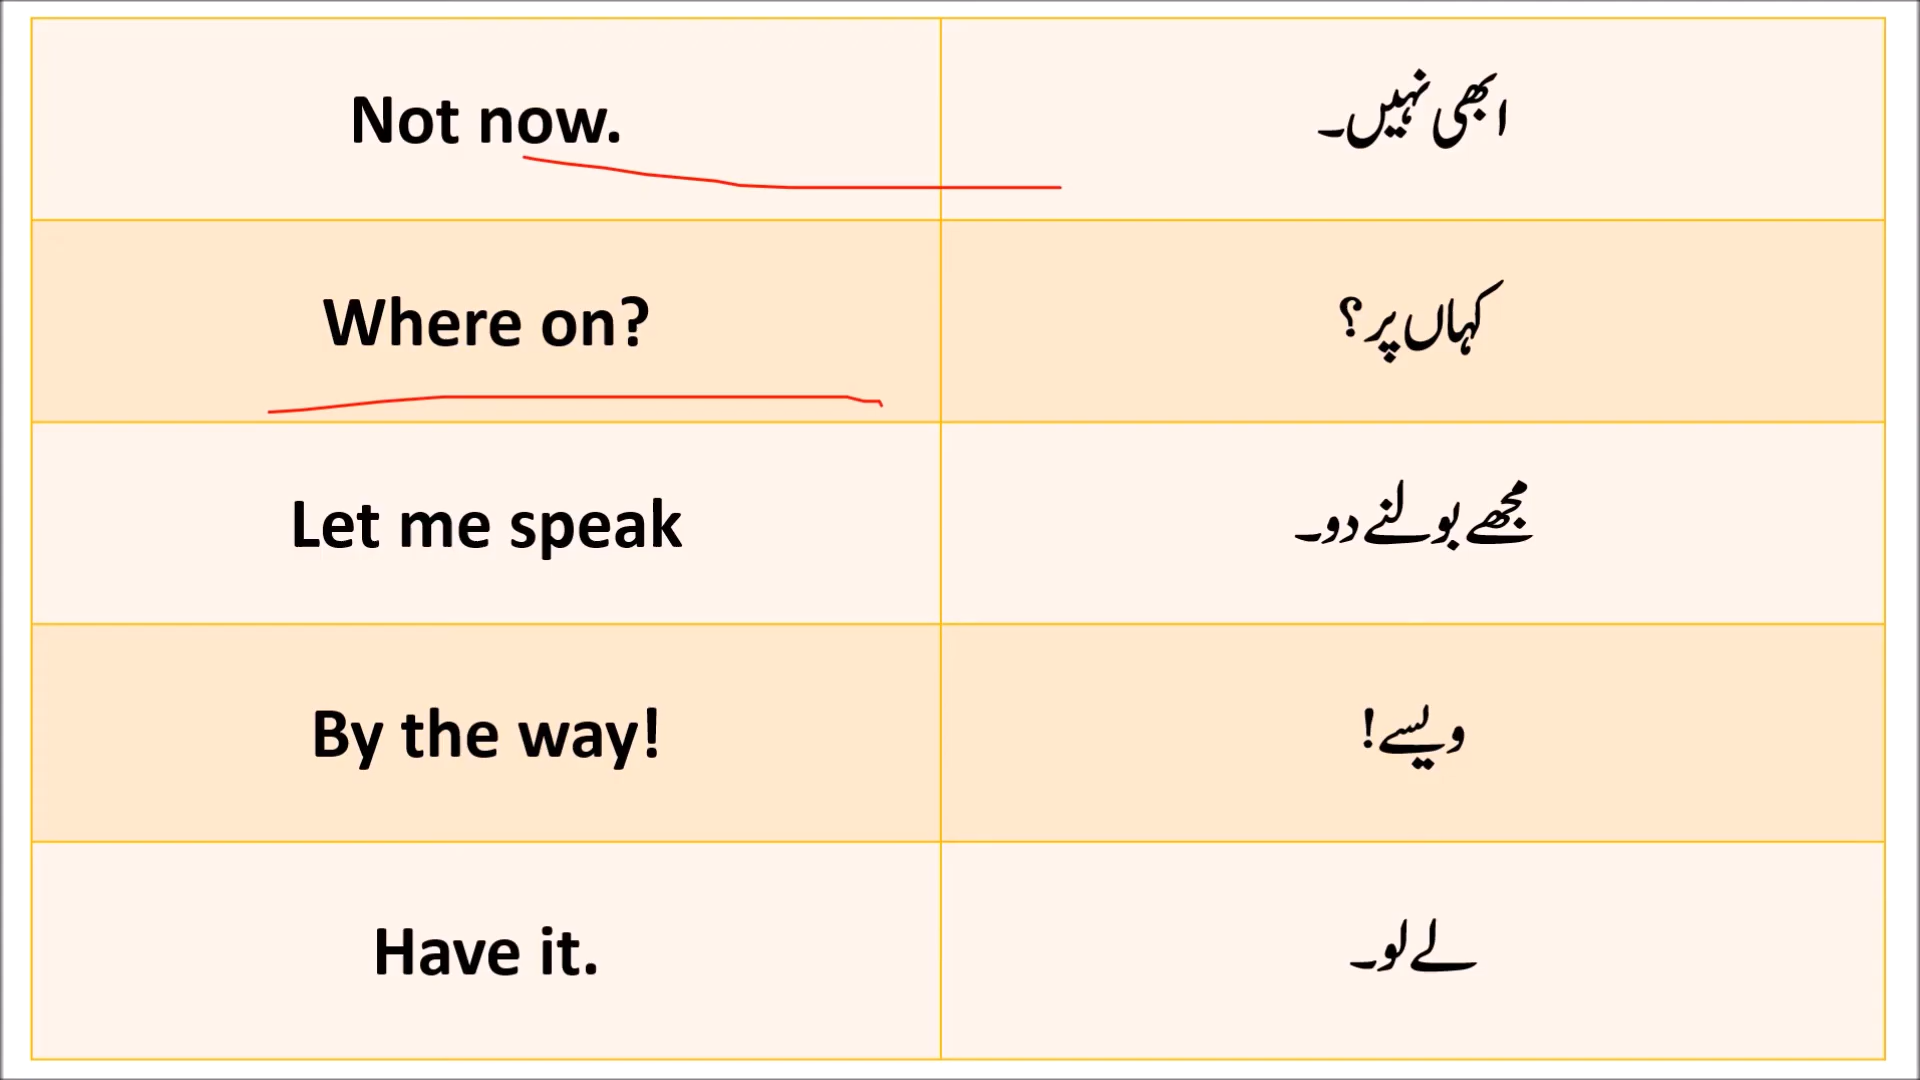 Not now.
ابھی نہیں۔
Where on?
کہاں پر؟
Let me speak
مجھے بولنے دو۔
By the way!
ویسے!
Have it.
لے لو۔